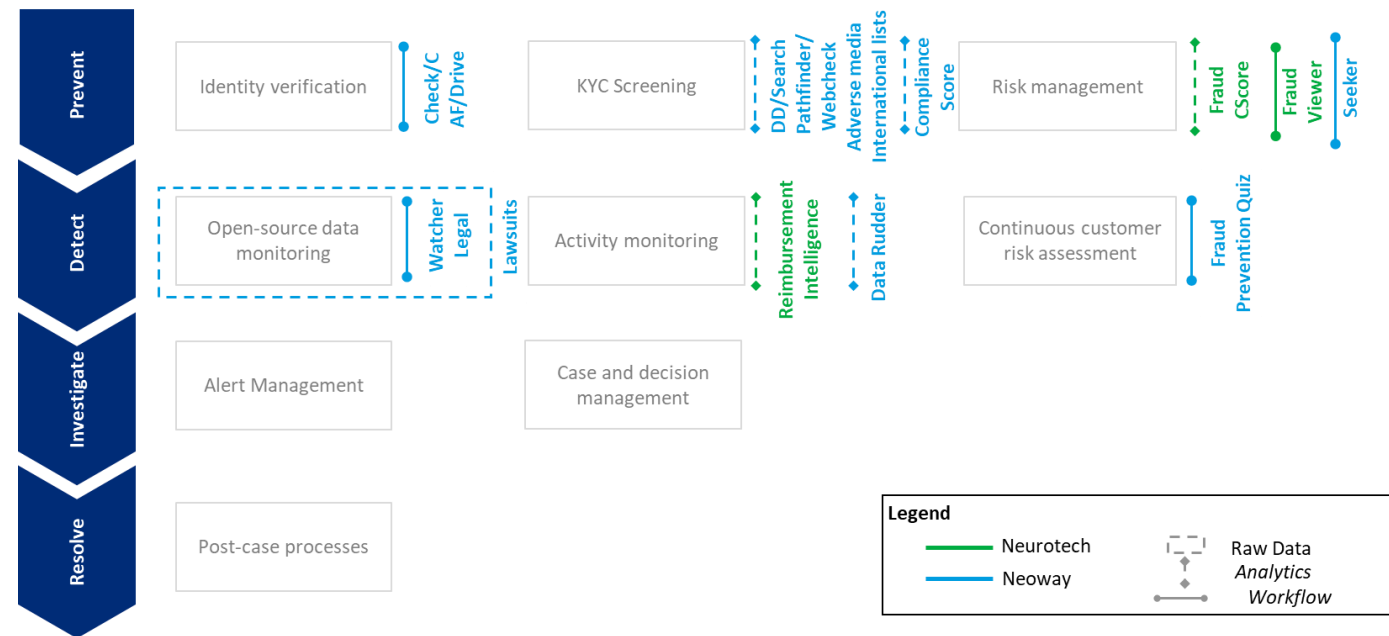 Prevent
Identity verification
Check/C
AF/Drive
KYC Screening
DD/Search
Pathfinder/
Webcheck
Adverse media
International lists
Compliance
Score
Risk management
Fraud
CScore
Fraud
Viewer
Seeker
Detect
Open-source data
monitoring
Watcher
Legal
Lawsuits
Activity monitoring
Reimbursement
Intelligence
Data Rudder
Continuous customer
risk assessment
Fraud
Prevention Quiz
Investigate
Alert Management
Case and decision
management
Resolve
Post-case processes
Legend
Neurotech
Neoway
Raw Data
Analytics
Workflow